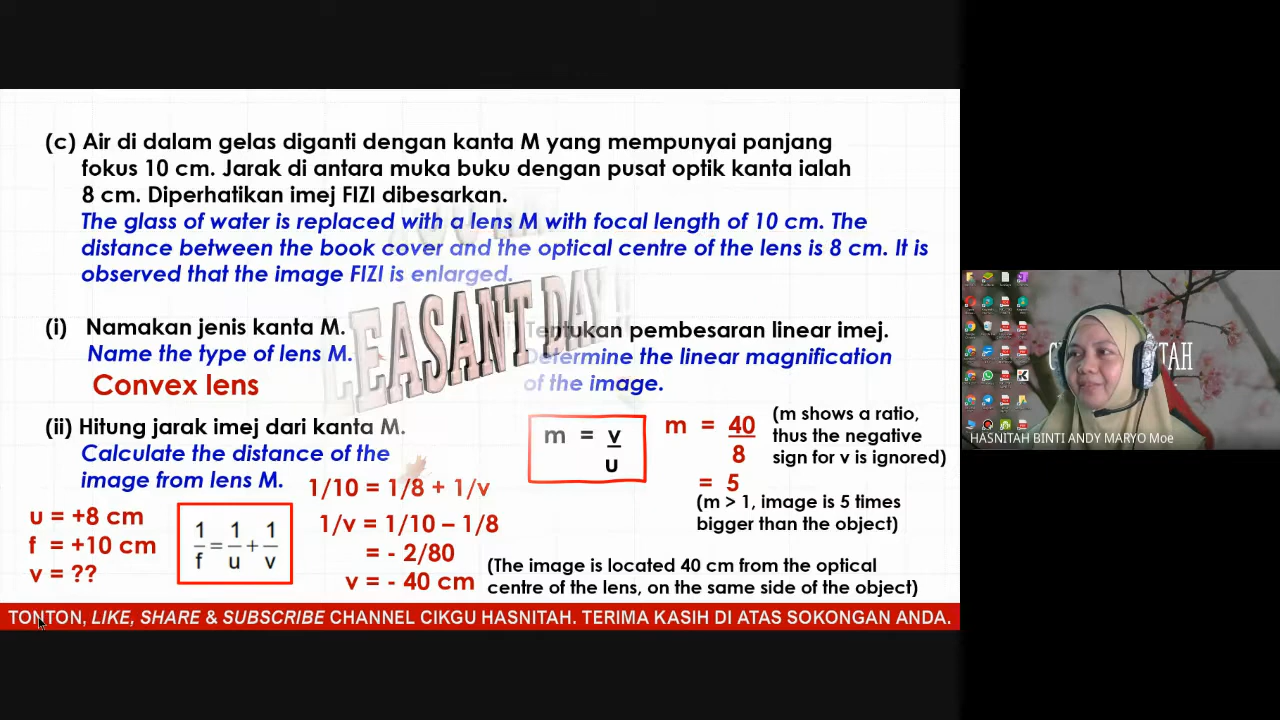 (c) Air di dalam gelas diganti dengan kanta M yang mempunyai panjang
fokus 10 cm. Jarak di antara muka buku dengan pusat optik kanta ialah
8 cm. Diperhatikan imej FIZI dibesarkan.
The glass of water is replaced with a lens M with focal length of 10 cm. The
distance between the book cover and the optical centre of the lens is 8 cm. It is
observed that the image FIZI is enlarged.
LEASANT DAY
(i) Namakan jenis kanta M.
Name the type of lens M.
Convex lens
(ii) Hitung jarak imej dari kanta M.
Calculate the distance of the
image from lens M.
u = +8 cm
f = +10 cm
v = ??
1/f = 1/u + 1/v
1/10 = 1/8 + 1/v
1/v = 1/10 – 1/8
= - 2/80
v = - 40 cm
(The image is located 40 cm from the optical
centre of the lens, on the same side of the object)
Tentukan pembesaran linear imej.
Determine the linear magnification
of the image.
m = v/u
m = 40/8
= 5
(m shows a ratio,
thus the negative
sign for v is ignored)
(m > 1, image is 5 times
bigger than the object)
TONTON, LIKE, SHARE & SUBSCRIBE CHANNEL CIKGU HASNITAH. TERIMA KASIH DI ATAS SOKONGAN ANDA.
HASNITAH BINTI ANDY MARYO Moe